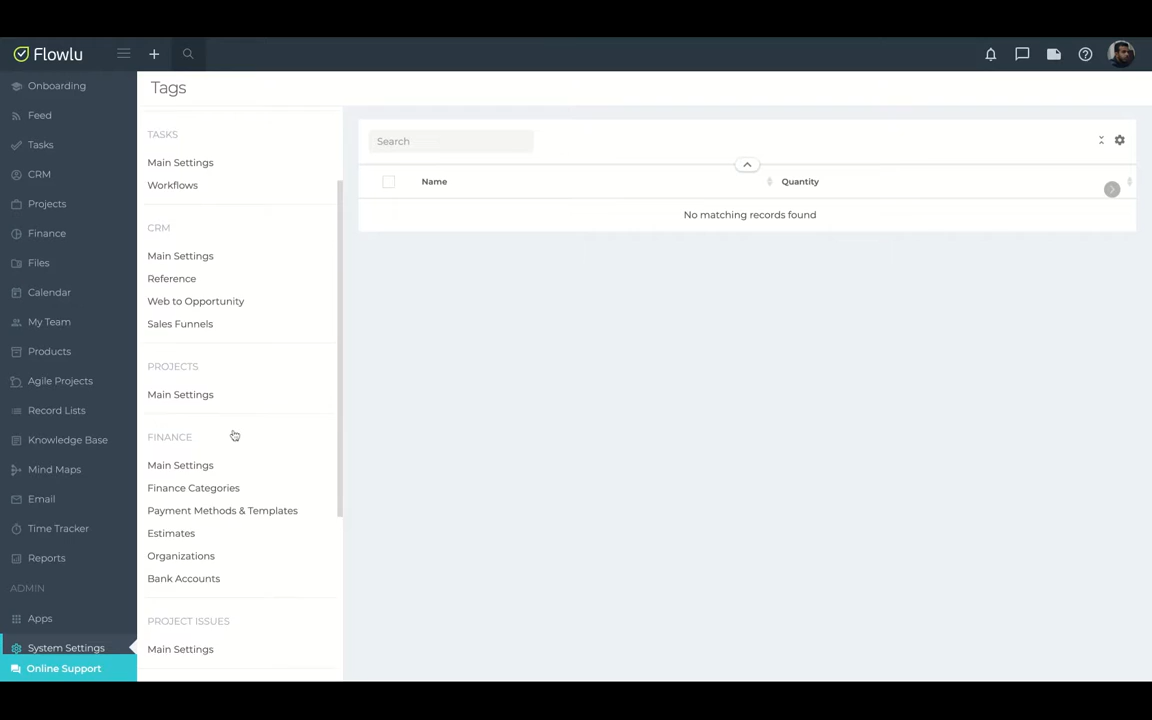 Flowlu
Onboarding
Feed
Tasks
CRM
Projects
Finance
Files
Calendar
My Team
Products
Agile Projects
Record Lists
Knowledge Base
Mind Maps
Email
Time Tracker
Reports
ADMIN
Apps
System Settings
Online Support
Tags
TASKS
Main Settings
Workflows
CRM
Main Settings
Reference
Web to Opportunity
Sales Funnels
PROJECTS
Main Settings
FINANCE
Main Settings
Finance Categories
Payment Methods & Templates
Estimates
Organizations
Bank Accounts
PROJECT ISSUES
Main Settings
Search
Name Quantity
No matching records found